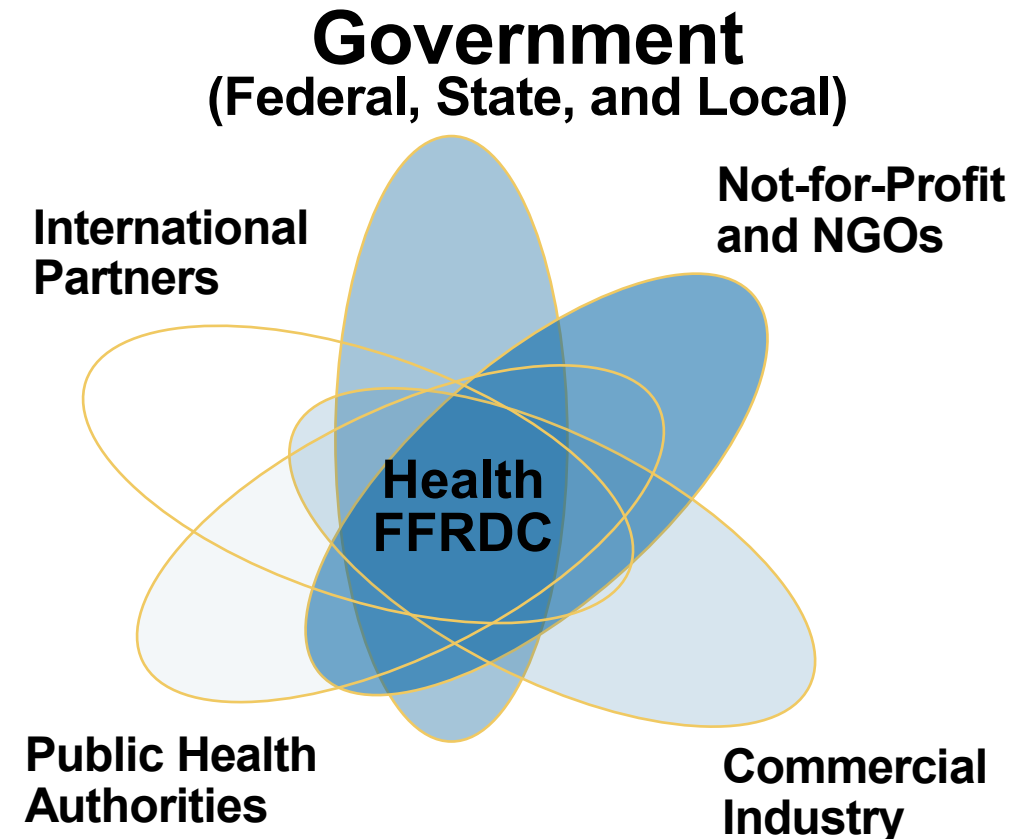 Government
(Federal, State, and Local)
Not-for-Profit
and NGOs
International
Partners
Health
FFRDC
Public Health
Authorities
Commercial
Industry